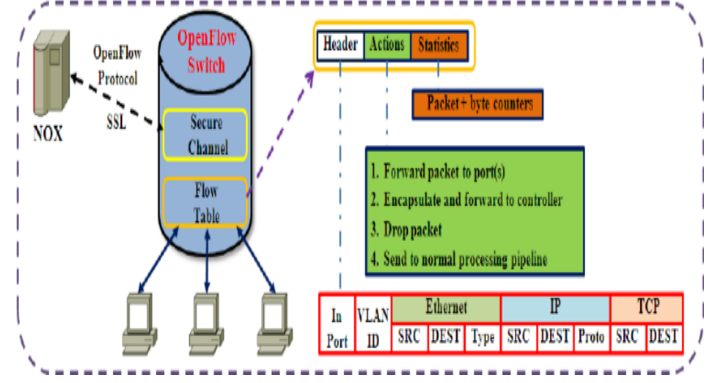 OpenFlow
Switch
OpenFlow
Protocol
SSL
NOX
Secure
Channel
Flow
Table
Header Actions Statistics
Packet+ byte counters
1. Forward packet to port(s)
2. Encapsulate and forward to controller
3. Drop packet
4. Send to normal processing pipeline
In Port
VLAN ID
Ethernet IP TCP
SRC DEST Type SRC DEST Proto SRC DEST